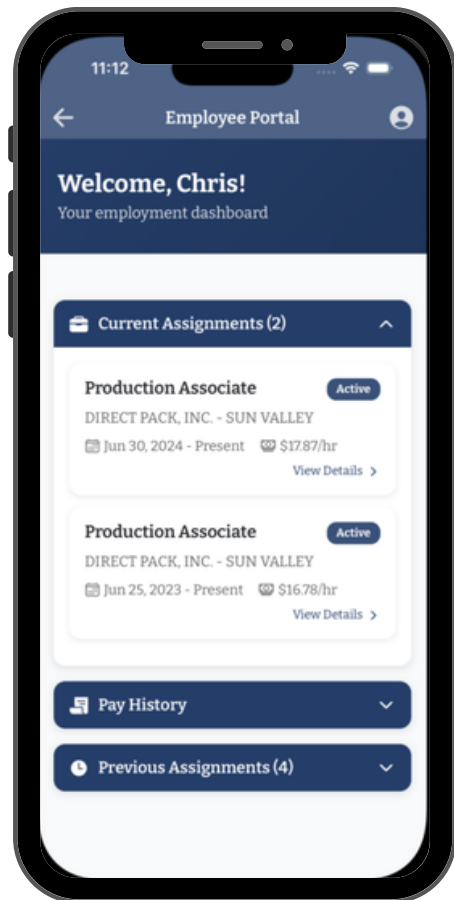 11:12
Employee Portal
Welcome, Chris!
Your employment dashboard
Current Assignments (2)
Production Associate
Active
DIRECT PACK, INC. - SUN VALLEY
Jun 30, 2024 - Present $17.87/hr
View Details
Production Associate
Active
DIRECT PACK, INC. - SUN VALLEY
Jun 25, 2023 - Present $16.78/hr
View Details
Pay History
Previous Assignments (4)